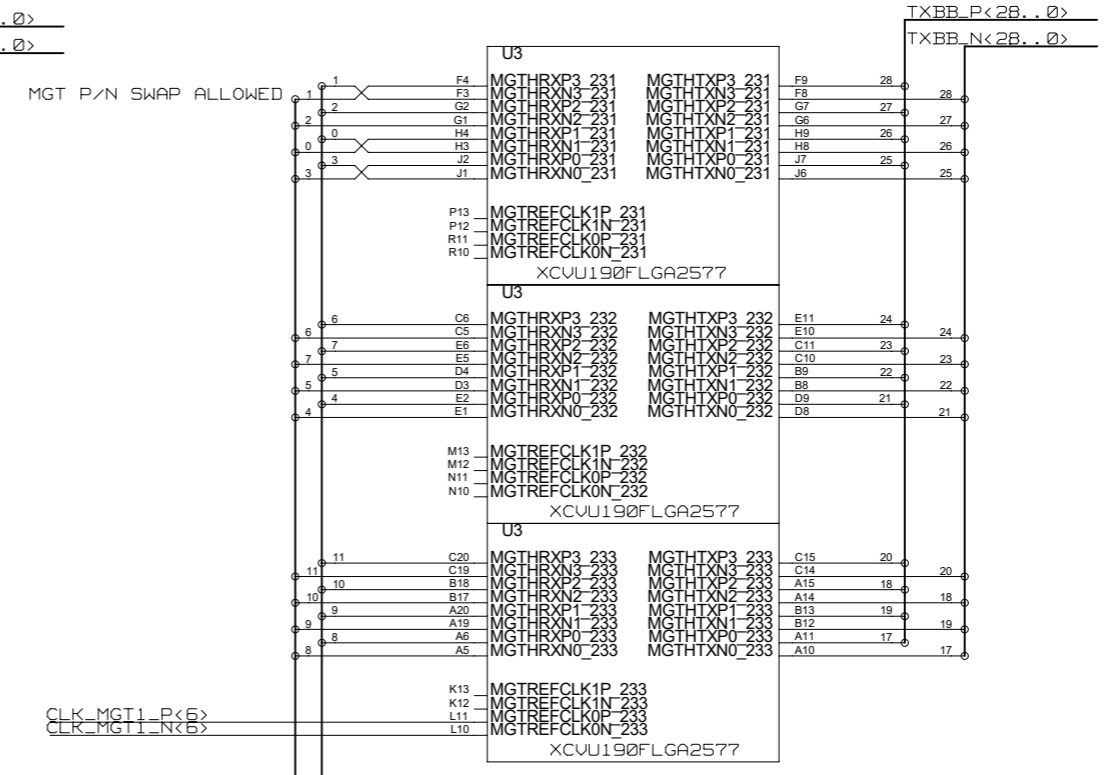 ..0>
..0>
TXBB_P<28..0>
TXBB_N<28..0>
MGT P/N SWAP ALLOWED
U3
1 F4 MGTHRXP3_231 MGTHTXP3_231 F9 28
1 F3 MGTHRXN3_231 MGTHTXN3_231 F8 28
2 G2 MGTHRXP2_231 MGTHTXP2_231 G7 27
2 G1 MGTHRXN2_231 MGTHTXN2_231 G6 27
0 H4 MGTHRXP1_231 MGTHTXP1_231 H9 26
0 H3 MGTHRXN1_231 MGTHTXN1_231 H8 26
3 J2 MGTHRXP0_231 MGTHTXP0_231 J7 25
3 J1 MGTHRXN0_231 MGTHTXN0_231 J6 25
P13 MGTREFCLK1P_231
P12 MGTREFCLK1N_231
R11 MGTREFCLK0P_231
R10 MGTREFCLK0N_231
XCVU190FLGA2577
U3
6 C6 MGTHRXP3_232 MGTHTXP3_232 E11 24
6 C5 MGTHRXN3_232 MGTHTXN3_232 E10 24
7 E6 MGTHRXP2_232 MGTHTXP2_232 C11 23
7 E5 MGTHRXN2_232 MGTHTXN2_232 C10 23
5 D4 MGTHRXP1_232 MGTHTXP1_232 B9 22
5 D3 MGTHRXN1_232 MGTHTXN1_232 B8 22
4 E2 MGTHRXP0_232 MGTHTXP0_232 D9 21
4 E1 MGTHRXN0_232 MGTHTXN0_232 D8 21
M13 MGTREFCLK1P_232
M12 MGTREFCLK1N_232
N11 MGTREFCLK0P_232
N10 MGTREFCLK0N_232
XCVU190FLGA2577
U3
11 C20 MGTHRXP3_233 MGTHTXP3_233 C15 20
11 C19 MGTHRXN3_233 MGTHTXN3_233 C14 20
10 B18 MGTHRXP2_233 MGTHTXP2_233 A15 18
10 B17 MGTHRXN2_233 MGTHTXN2_233 A14 18
9 A20 MGTHRXP1_233 MGTHTXP1_233 B13 19
9 A19 MGTHRXN1_233 MGTHTXN1_233 B12 19
8 A6 MGTHRXP0_233 MGTHTXP0_233 A11 17
8 A5 MGTHRXN0_233 MGTHTXN0_233 A10 17
K13 MGTREFCLK1P_233
K12 MGTREFCLK1N_233
CLK_MGT1_P<6> L11 MGTREFCLK0P_233
CLK_MGT1_N<6> L10 MGTREFCLK0N_233
XCVU190FLGA2577